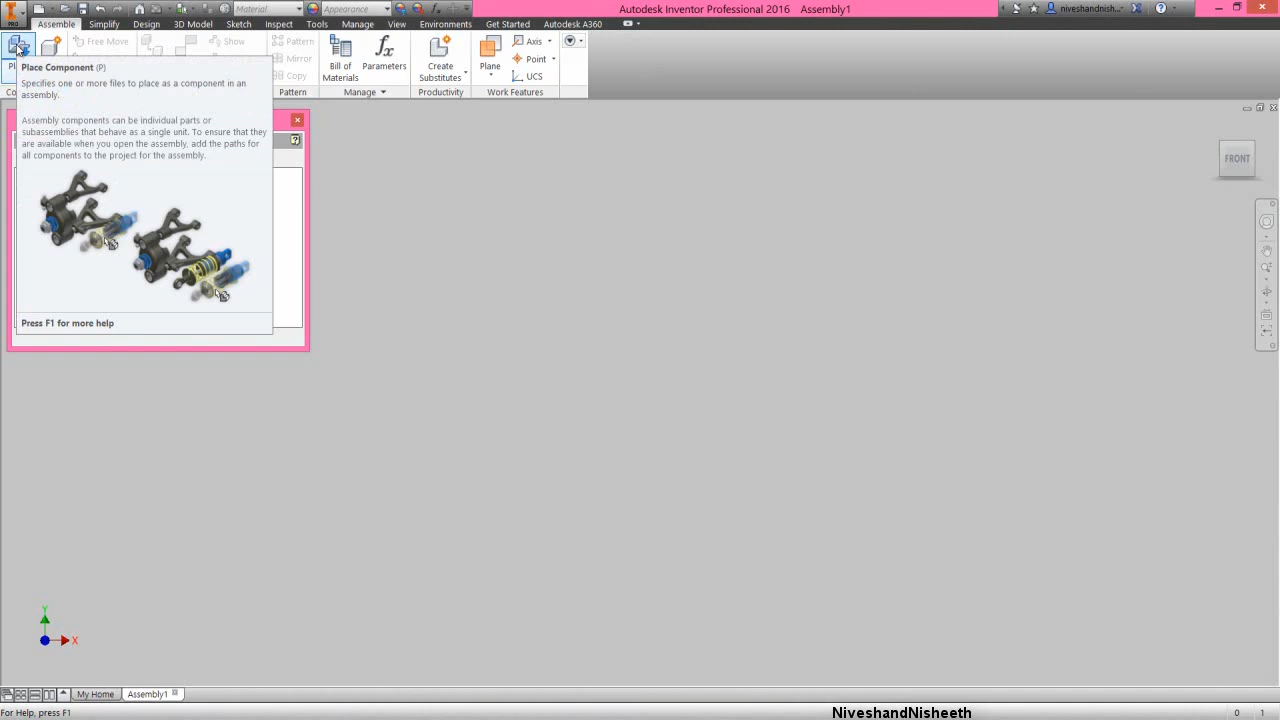 Autodesk Inventor Professional 2016 Assembly1
niveshandnish...
Material
Appearance
PRO
Assemble Simplify Design 3D Model Sketch Inspect Tools Manage View Environments Get Started Autodesk A360
Free Move Show Pattern
Mirror
Copy
Pattern
Bill of Materials
Parameters
Manage
Create Substitutes
Productivity
Plane
Axis
Point
UCS
Work Features
Place Component (P)
Specifies one or more files to place as a component in an
assembly.
Assembly components can be individual parts or
subassemblies that behave as a single unit. To ensure that they
are available when you open the assembly, add the paths for
all components to the project for the assembly.
Press F1 for more help
FRONT
Y
X
My Home Assembly1
For Help, press F1
NiveshandNisheeth
0 1